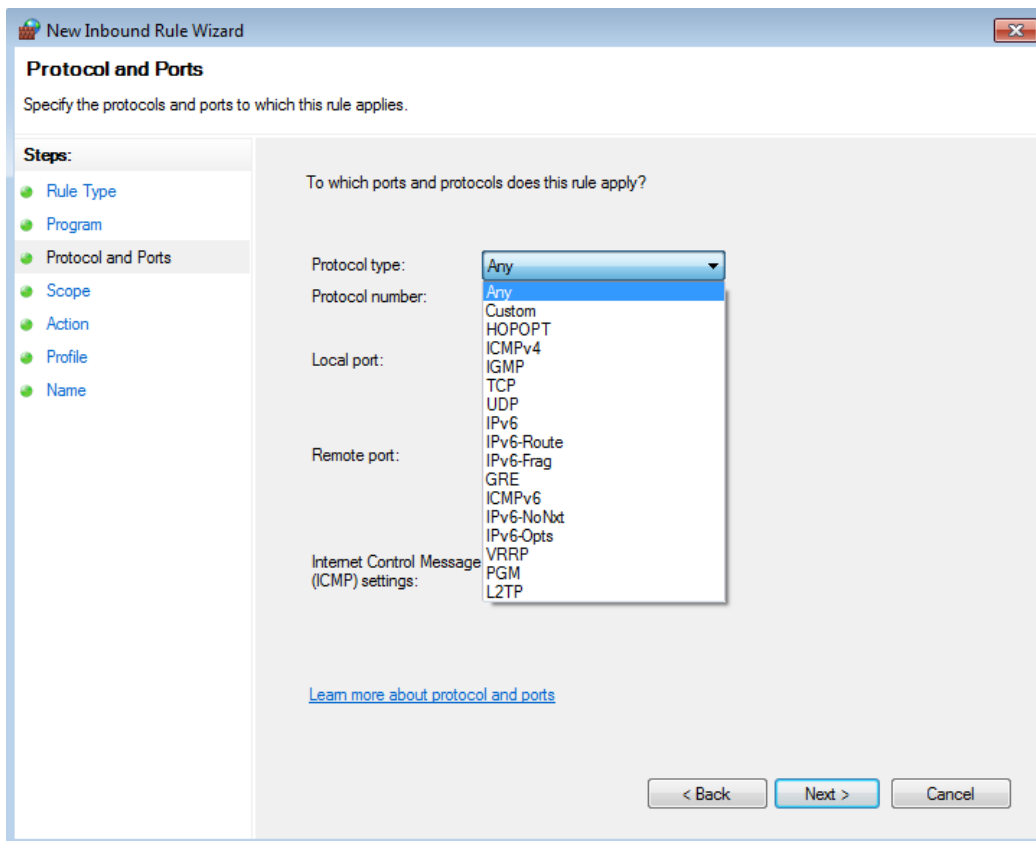 New Inbound Rule Wizard
Protocol and Ports
Specify the protocols and ports to which this rule applies.
Steps:
Rule Type
Program
Protocol and Ports
Scope
Action
Profile
Name
To which ports and protocols does this rule apply?
Protocol type:
Any
Protocol number:
Any
Custom
HOPOPT
ICMPv4
IGMP
TCP
UDP
IPv6
IPv6-Route
IPv6-Frag
GRE
ICMPv6
IPv6-NoNxt
IPv6-Opts
VRRP
PGM
L2TP
Local port:
Remote port:
Internet Control Message
(ICMP) settings:
Learn more about protocol and ports
< Back
Next >
Cancel